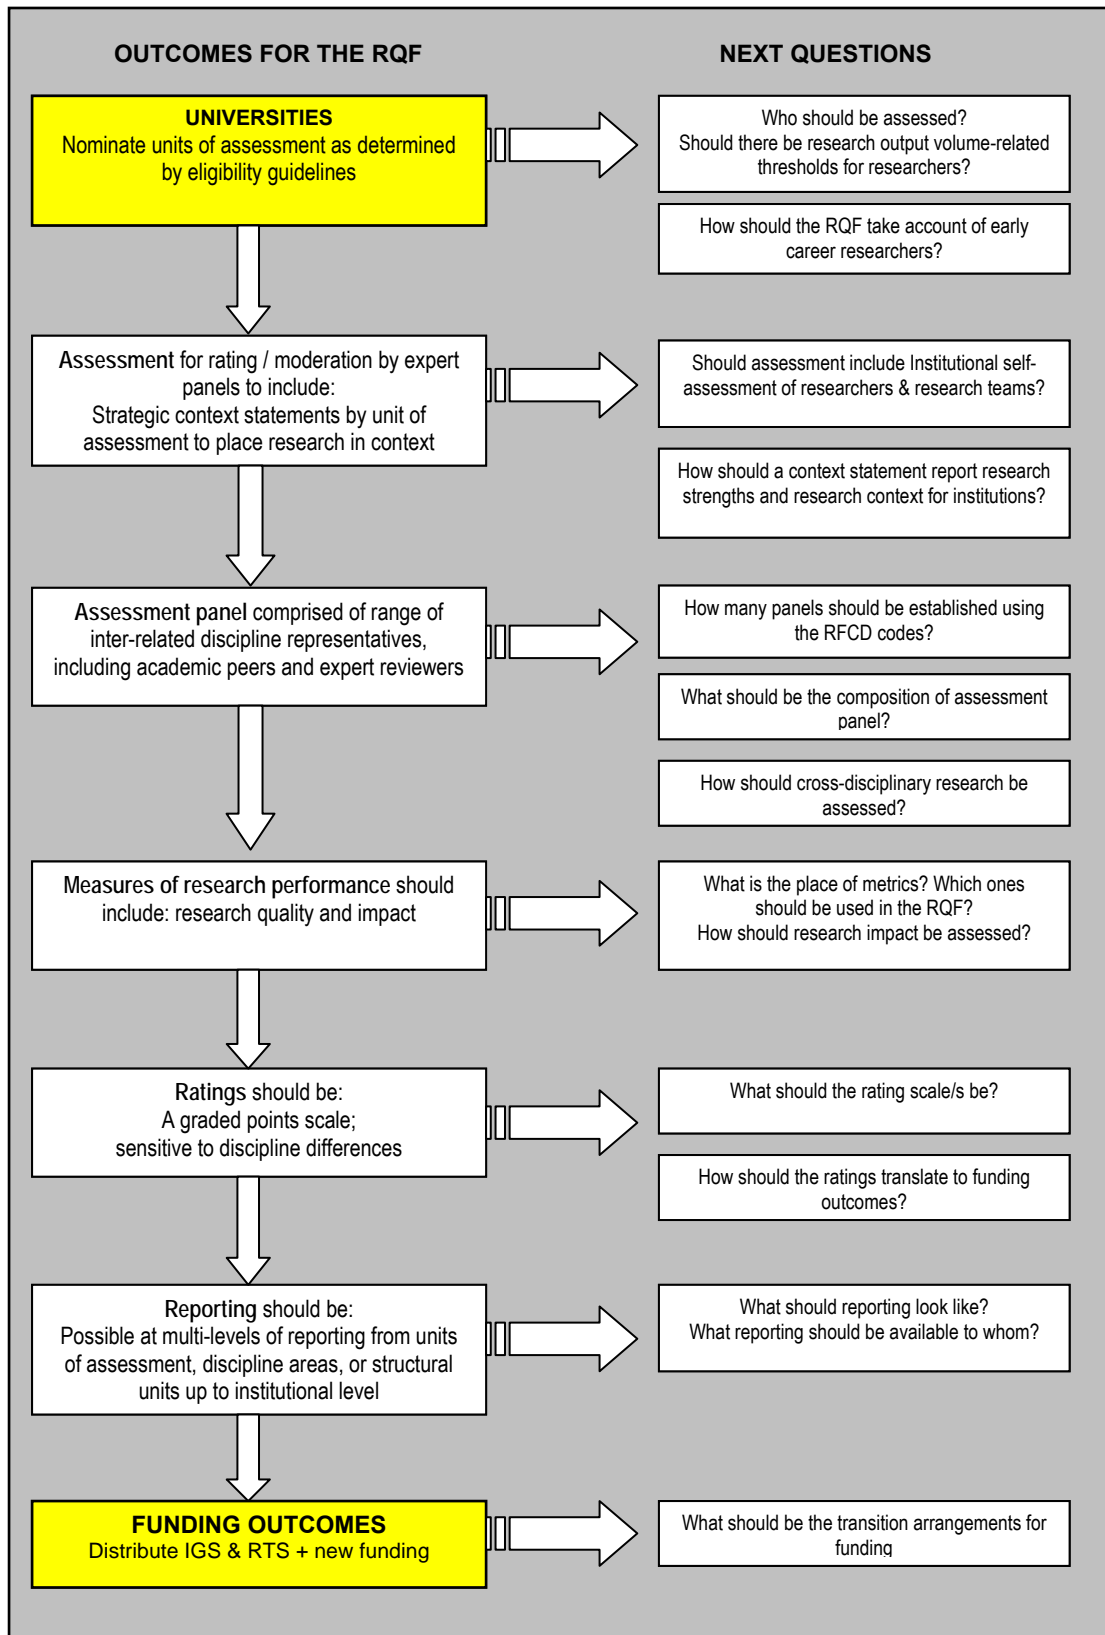 OUTCOMES FOR THE RQF
NEXT QUESTIONS
UNIVERSITIES
Nominate units of assessment as determined
by eligibility guidelines
Who should be assessed?
Should there be research output volume-related
thresholds for researchers?
How should the RQF take account of early
career researchers?
Assessment for rating / moderation by expert
panels to include:
Strategic context statements by unit of
assessment to place research in context
Should assessment include Institutional self-
assessment of researchers & research teams?
How should a context statement report research
strengths and research context for institutions?
Assessment panel comprised of range of
inter-related discipline representatives,
including academic peers and expert reviewers
How many panels should be established using
the RFCD codes?
What should be the composition of assessment
panel?
How should cross-disciplinary research be
assessed?
Measures of research performance should
include: research quality and impact
What is the place of metrics? Which ones
should be used in the RQF?
How should research impact be assessed?
Ratings should be:
A graded points scale;
sensitive to discipline differences
What should the rating scale/s be?
How should the ratings translate to funding
outcomes?
Reporting should be:
Possible at multi-levels of reporting from units
of assessment, discipline areas, or structural
units up to institutional level
What should reporting look like?
What reporting should be available to whom?
FUNDING OUTCOMES
Distribute IGS & RTS + new funding
What should be the transition arrangements for
funding